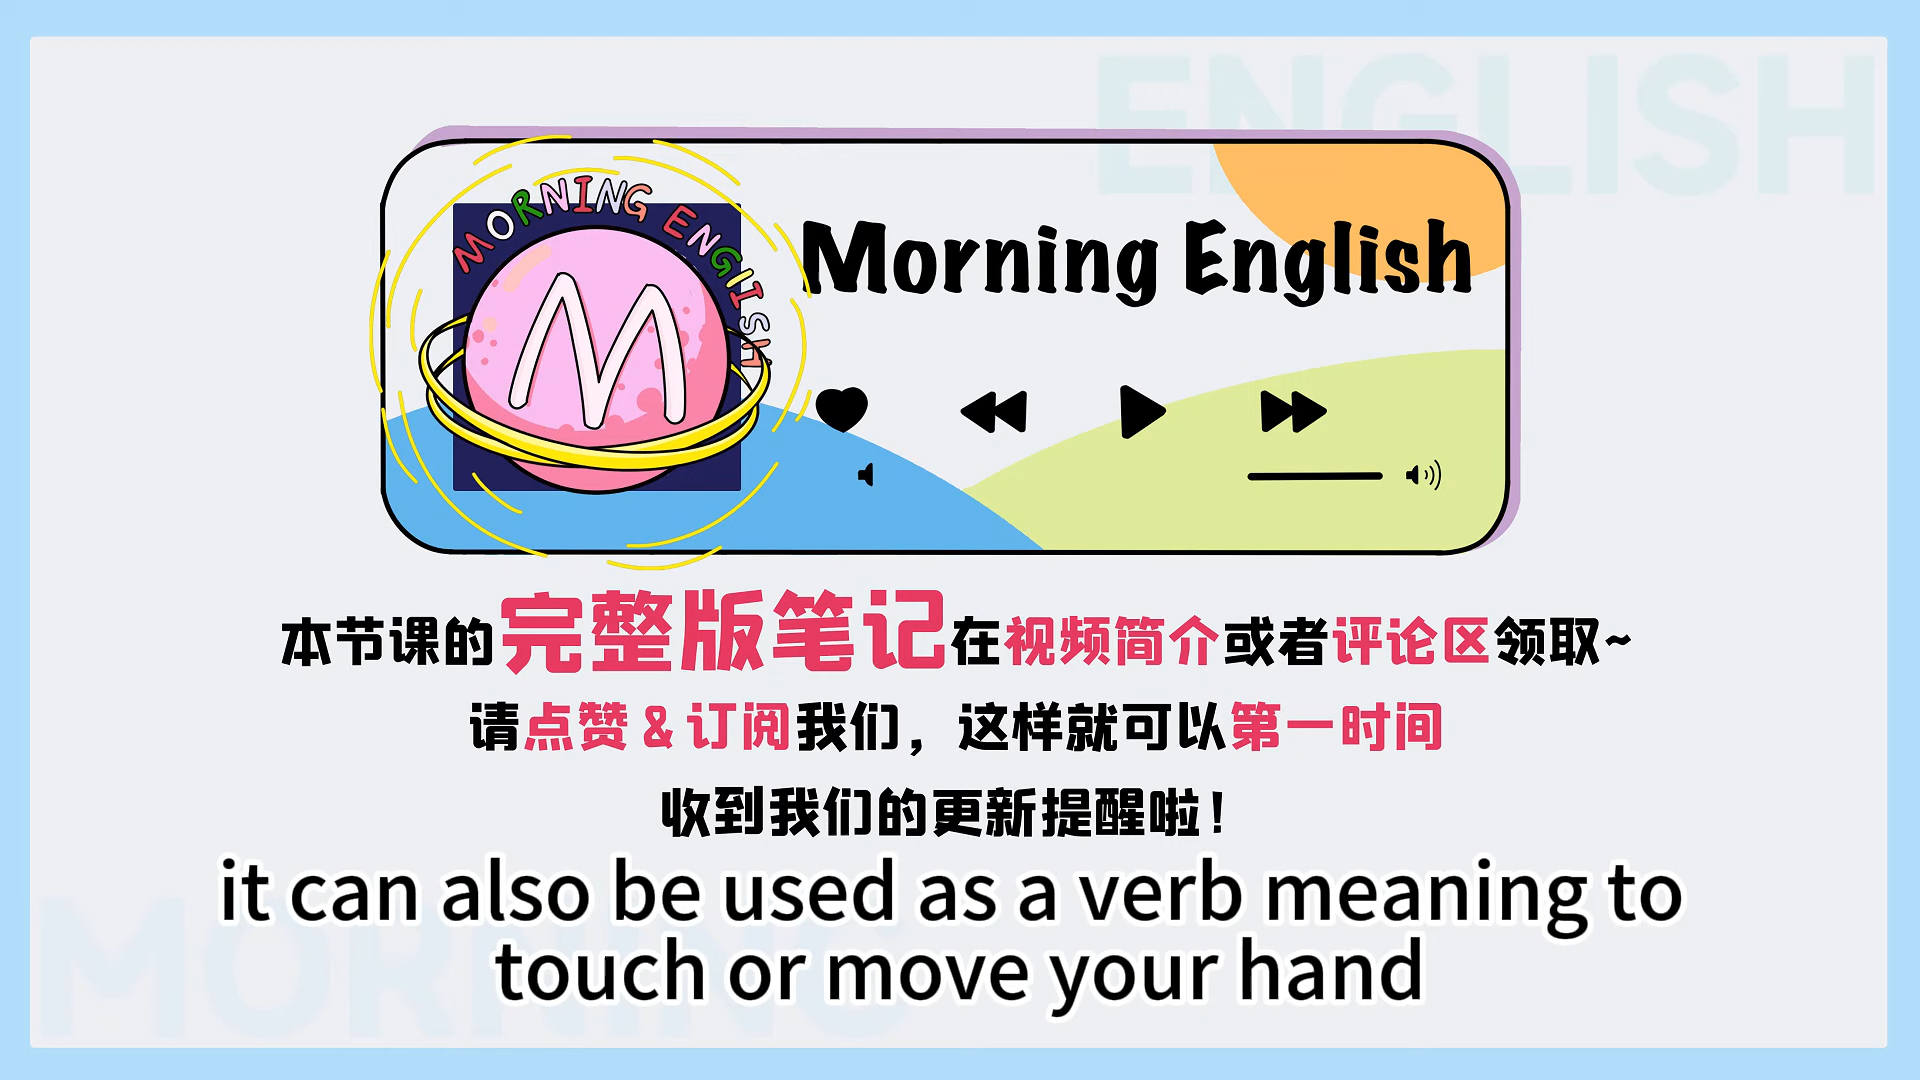 ENGLISH
MORNING ENGLISH
M
Morning English
本节课的完整版笔记在视频简介或者评论区领取~
请点赞&订阅我们，这样就可以第一时间
收到我们的更新提醒啦！
it can also be used as a verb meaning to
touch or move your hand
MORNING